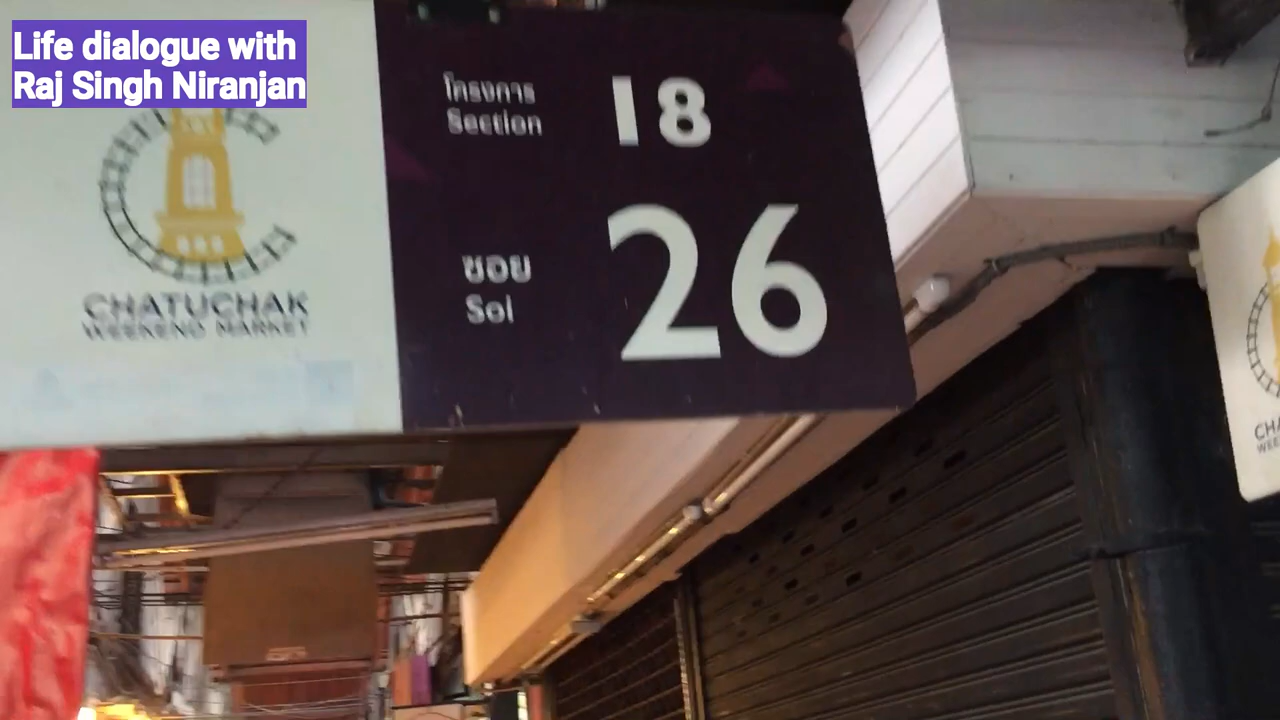 Life dialogue with
Raj Singh Niranjan
โครงการ
Section
18
ซอย
Soi
26
CHATUCHAK
WEEKEND MARKET